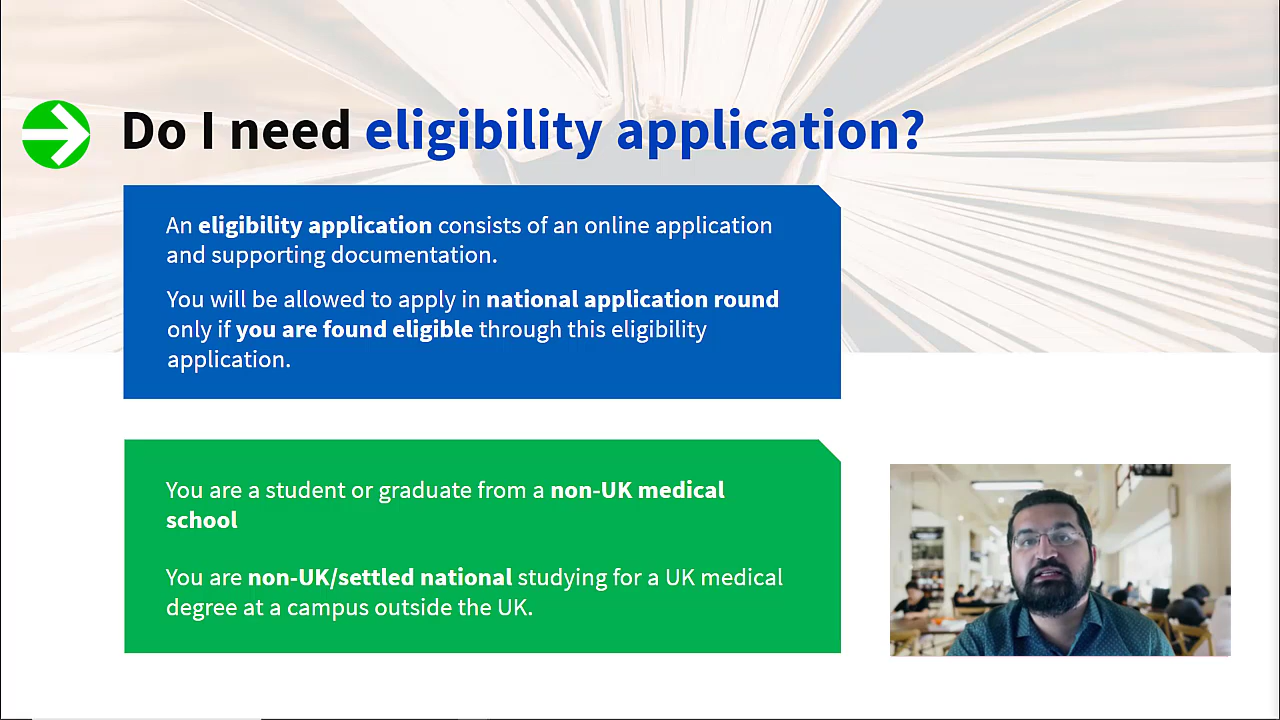 Do I need eligibility application?
An eligibility application consists of an online application
and supporting documentation.
You will be allowed to apply in national application round
only if you are found eligible through this eligibility
application.
You are a student or graduate from a non-UK medical
school
You are non-UK/settled national studying for a UK medical
degree at a campus outside the UK.